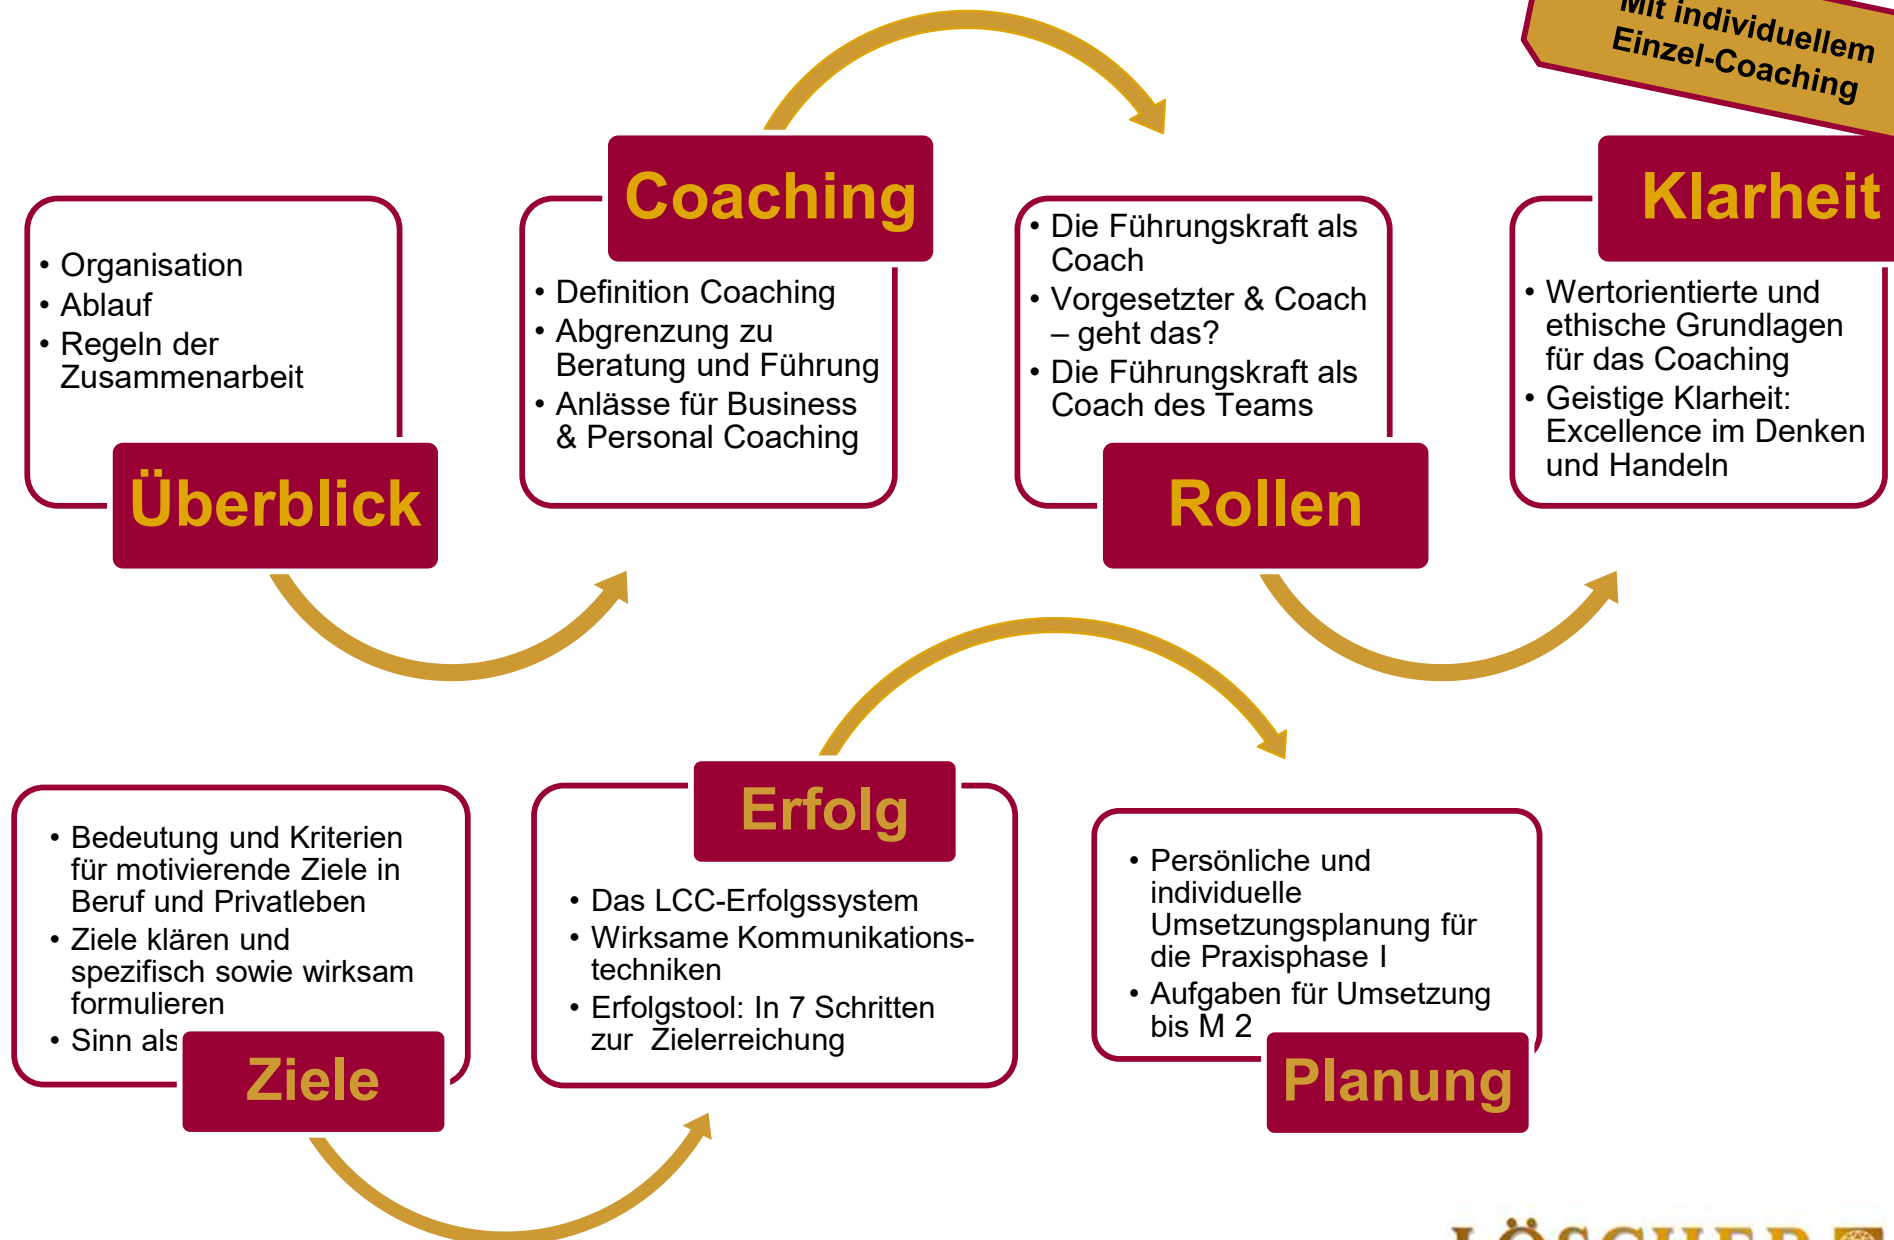 Mit individuellem
Einzel-Coaching
• Organisation
• Ablauf
• Regeln der
Zusammenarbeit
Überblick
Coaching
• Definition Coaching
• Abgrenzung zu
Beratung und Führung
• Anlässe für Business
& Personal Coaching
• Die Führungskraft als
Coach
• Vorgesetzter & Coach
– geht das?
• Die Führungskraft als
Coach des Teams
Rollen
Klarheit
• Wertorientierte und
ethische Grundlagen
für das Coaching
• Geistige Klarheit:
Excellence im Denken
und Handeln
• Bedeutung und Kriterien
für motivierende Ziele in
Beruf und Privatleben
• Ziele klären und
spezifisch sowie wirksam
formulieren
• Sinn als
Ziele
Erfolg
• Das LCC-Erfolgssystem
• Wirksame Kommunikations-
techniken
• Erfolgstool: In 7 Schritten
zur Zielerreichung
• Persönliche und
individuelle
Umsetzungsplanung für
die Praxisphase I
• Aufgaben für Umsetzung
bis M 2
Planung
LÖSCHER